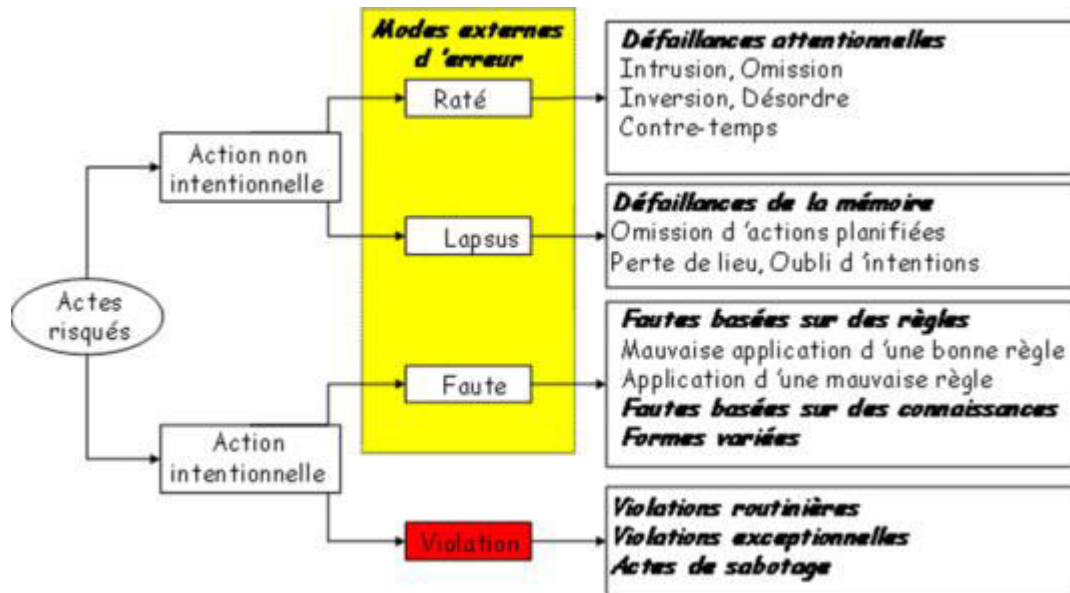 Modes externes
d 'erreur
Raté
Lapsus
Faute
Violation
Actes
risqués
Action non
intentionnelle
Action
intentionnelle
Défaillances attentionnelles
Intrusion, Omission
Inversion, Désordre
Contre-temps
Défaillances de la mémoire
Omission d 'actions planifiées
Perte de lieu, Oubli d 'intentions
Fautes basées sur des règles
Mauvaise application d 'une bonne règle
Application d 'une mauvaise règle
Fautes basées sur des connaissances
Formes variées
Violations routinières
Violations exceptionnelles
Actes de sabotage